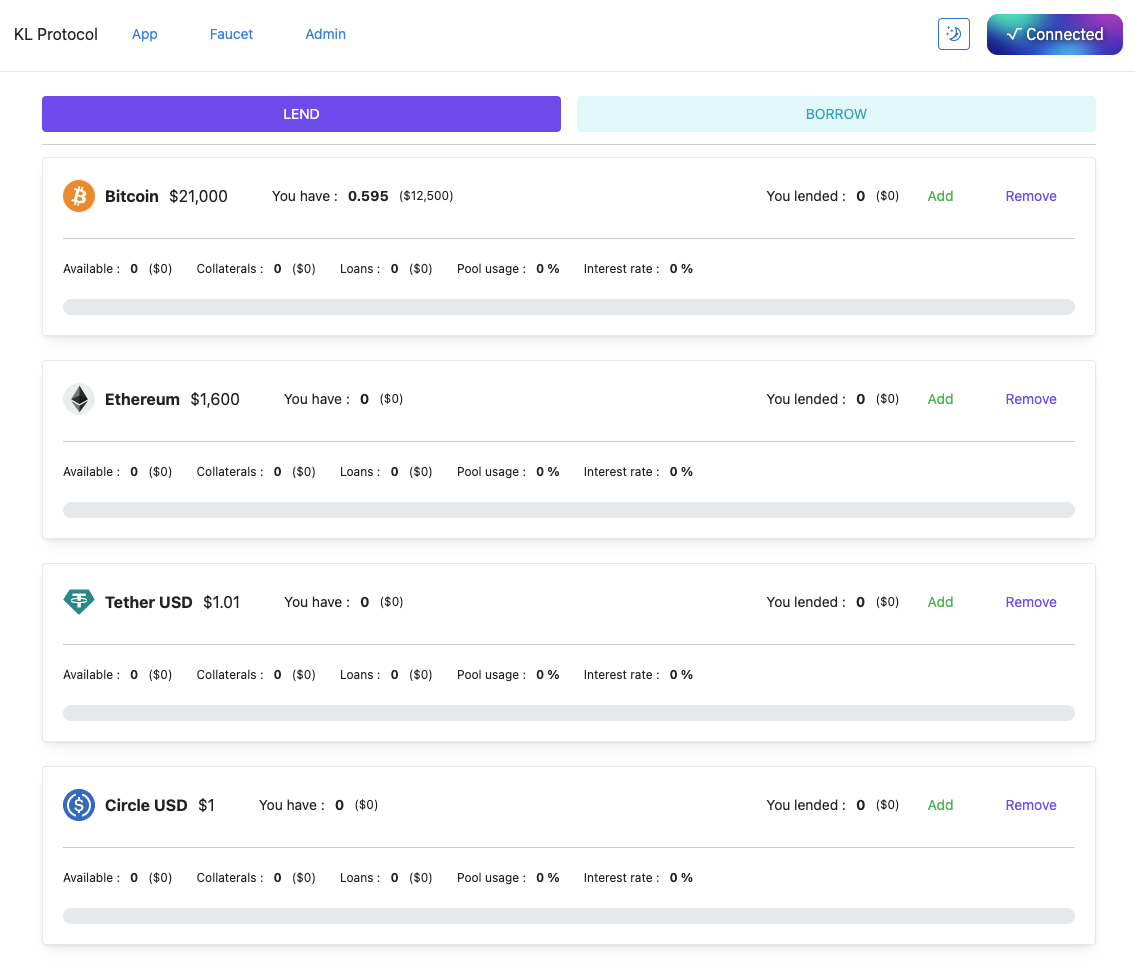 KL Protocol App Faucet Admin √ Connected
LEND BORROW
Bitcoin $21,000 You have : 0.595 ($12,500) You lended : 0 ($0) Add Remove
Available : 0 ($0) Collaterals : 0 ($0) Loans : 0 ($0) Pool usage : 0 % Interest rate : 0 %
Ethereum $1,600 You have : 0 ($0) You lended : 0 ($0) Add Remove
Available : 0 ($0) Collaterals : 0 ($0) Loans : 0 ($0) Pool usage : 0 % Interest rate : 0 %
Tether USD $1.01 You have : 0 ($0) You lended : 0 ($0) Add Remove
Available : 0 ($0) Collaterals : 0 ($0) Loans : 0 ($0) Pool usage : 0 % Interest rate : 0 %
Circle USD $1 You have : 0 ($0) You lended : 0 ($0) Add Remove
Available : 0 ($0) Collaterals : 0 ($0) Loans : 0 ($0) Pool usage : 0 % Interest rate : 0 %